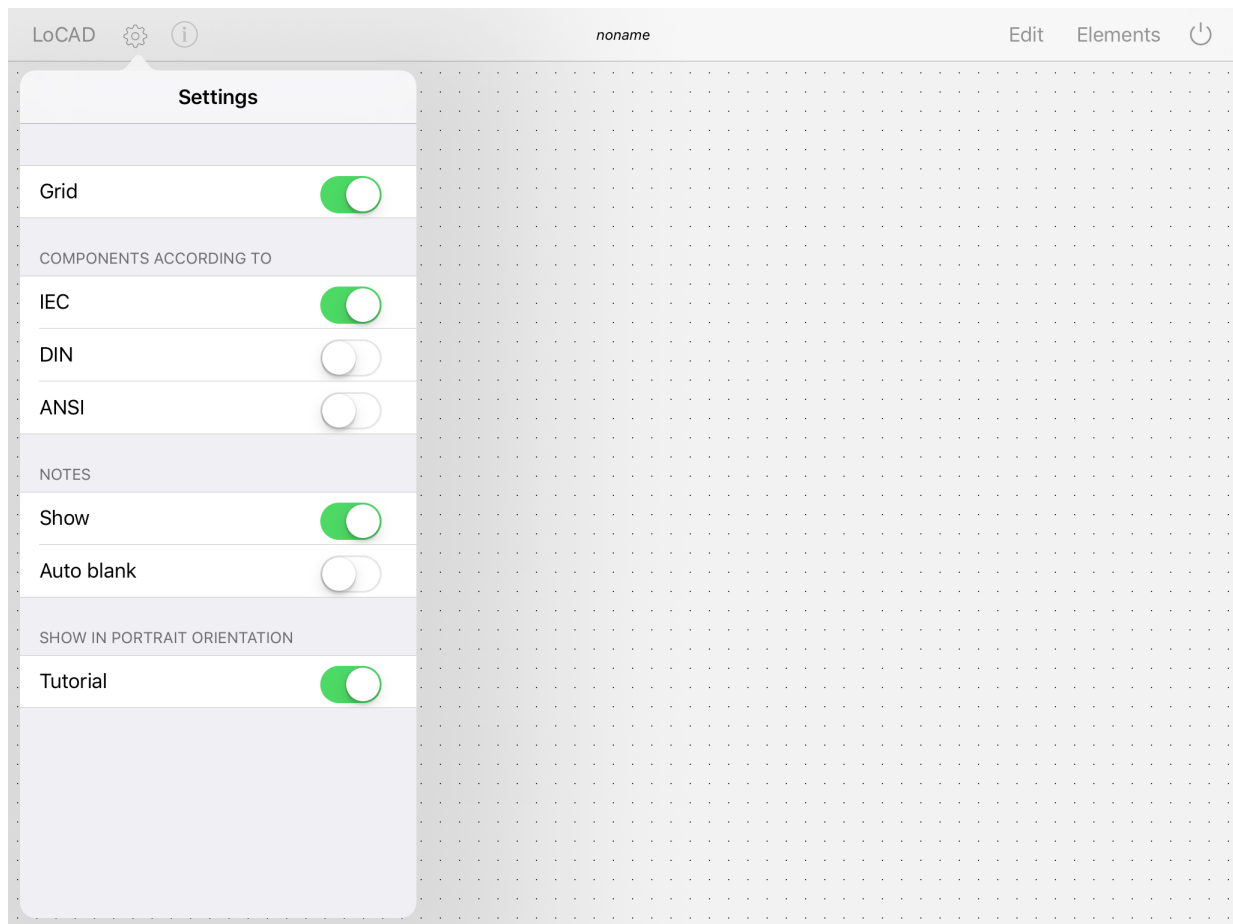 LoCAD noname Edit Elements
Settings
Grid
COMPONENTS ACCORDING TO
IEC
DIN
ANSI
NOTES
Show
Auto blank
SHOW IN PORTRAIT ORIENTATION
Tutorial